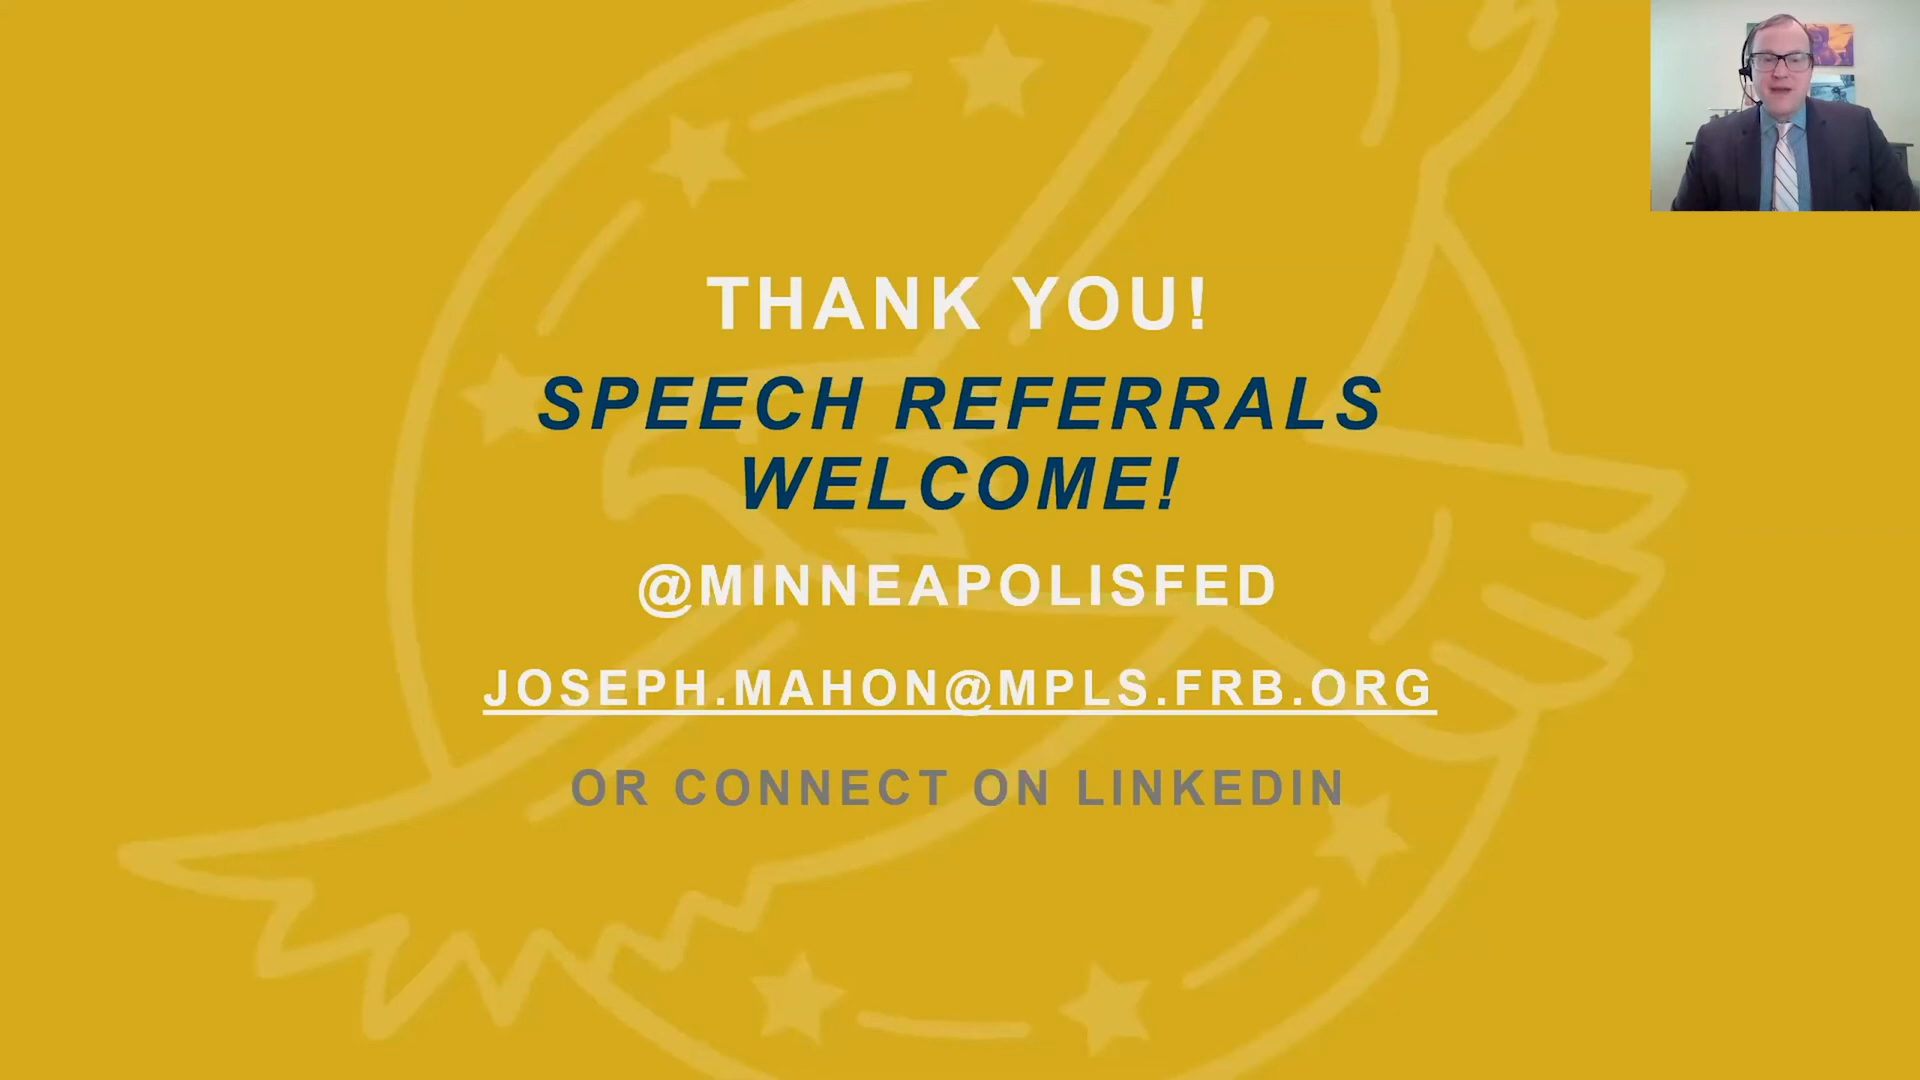 THANK YOU!
SPEECH REFERRALS
WELCOME!
@MINNEAPOLISFED
JOSEPH.MAHON@MPLS.FRB.ORG
OR CONNECT ON LINKEDIN